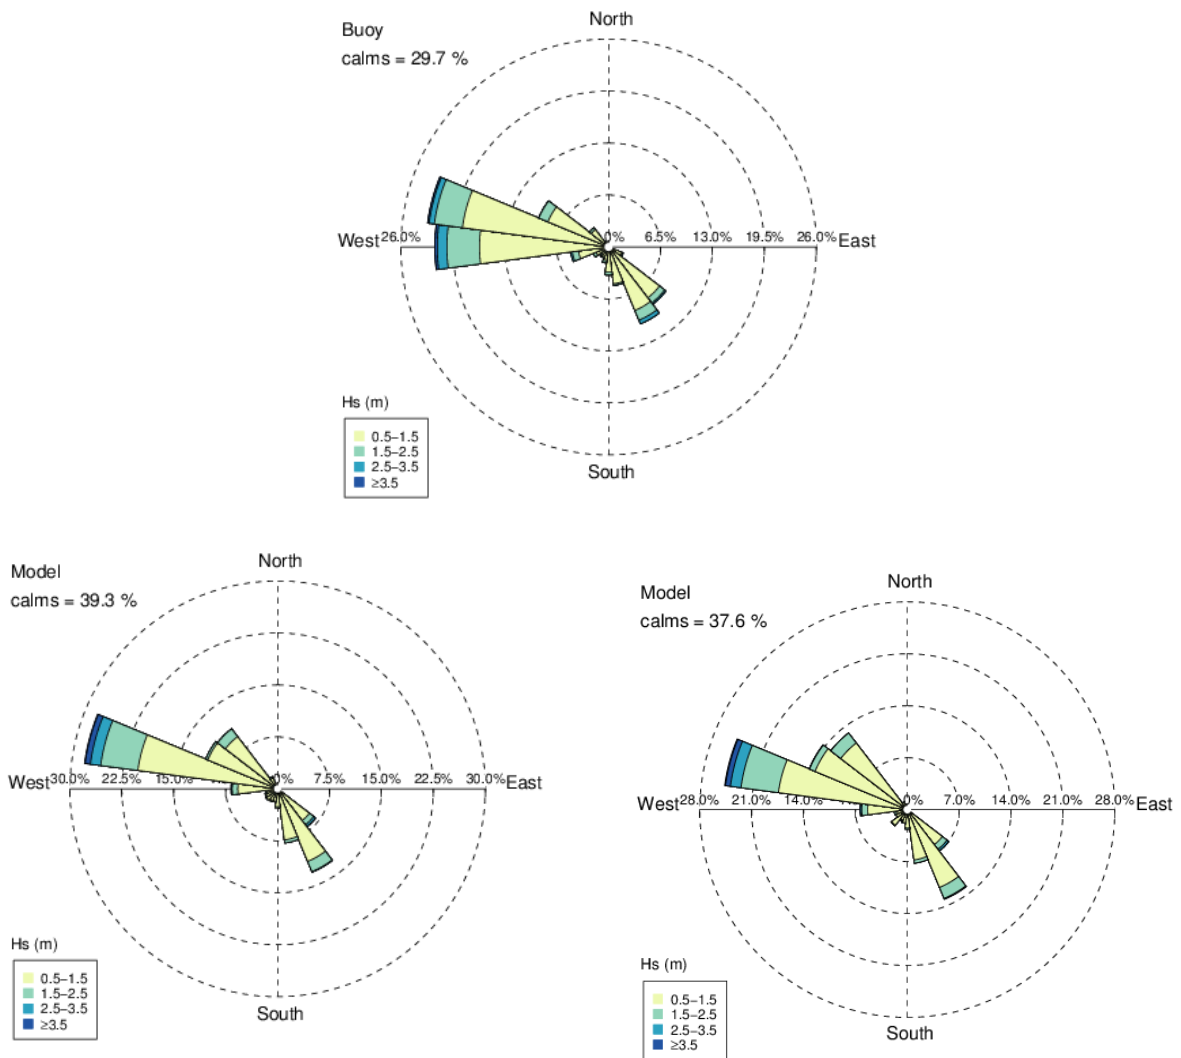 North
Buoy
calms = 29.7 %
West 26.0% 0% 6.5% 13.0% 19.5% 26.0% East
Hs (m)
0.5–1.5
1.5–2.5
2.5–3.5
≥3.5
South
North
Model
calms = 39.3 %
West 30.0% 22.5% 15.0% 0% 7.5% 15.0% 22.5% 30.0% East
Hs (m)
0.5–1.5
1.5–2.5
2.5–3.5
≥3.5
South
North
Model
calms = 37.6 %
West 28.0% 21.0% 14.0% 0% 7.0% 14.0% 21.0% 28.0% East
Hs (m)
0.5–1.5
1.5–2.5
2.5–3.5
≥3.5
South